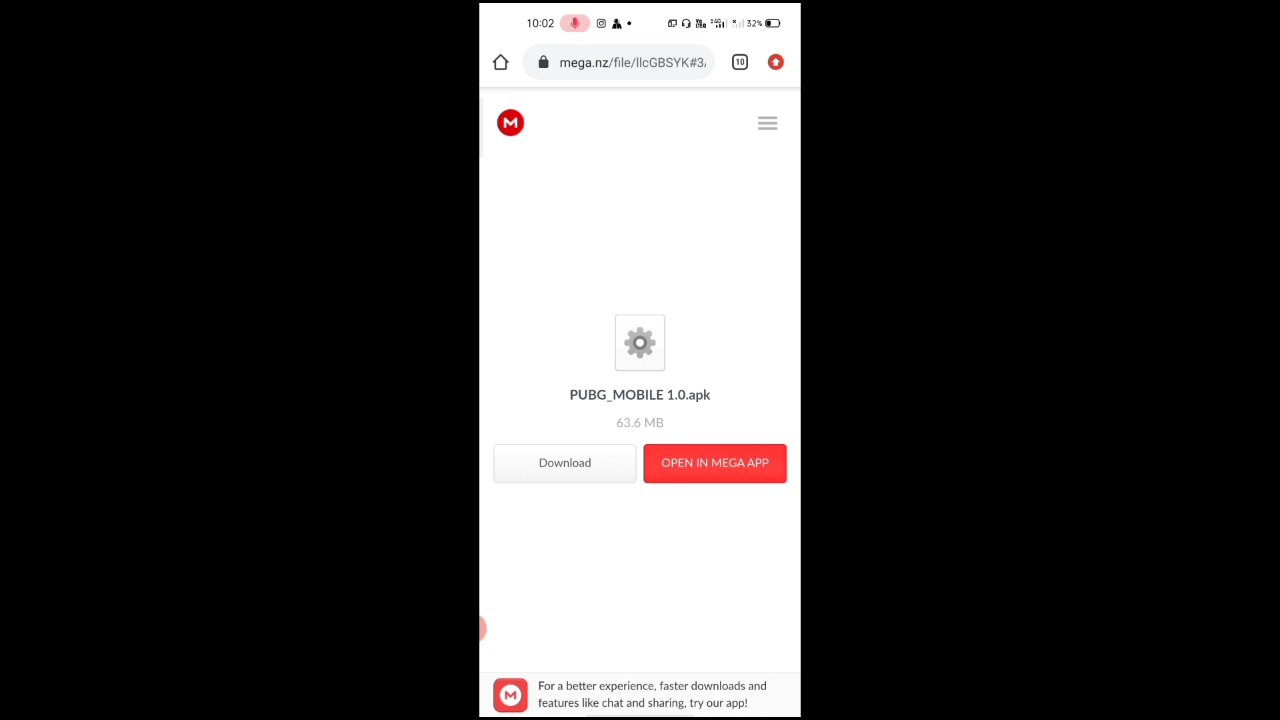 10:02
32%
mega.nz/file/llcGBSYK#3
10
M
PUBG_MOBILE 1.0.apk
63.6 MB
Download
OPEN IN MEGA APP
M
For a better experience, faster downloads and
features like chat and sharing, try our app!